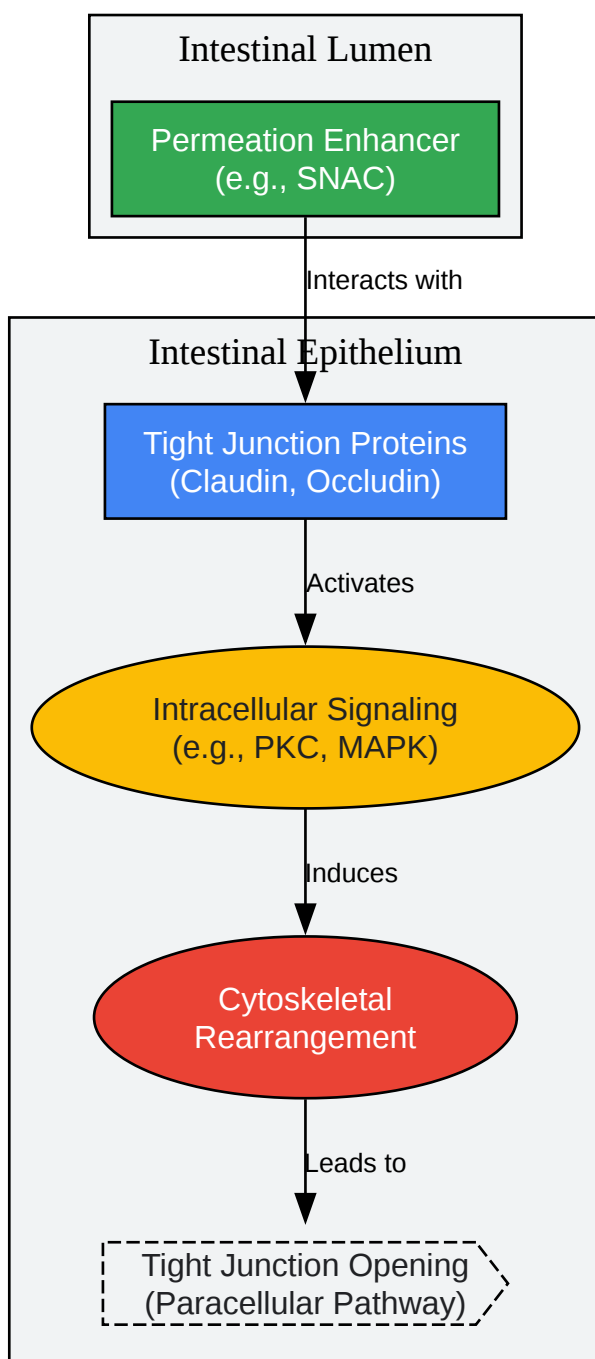 Intestinal Lumen
Permeation Enhancer
(e.g., SNAC)
Interacts with
Intestinal Epithelium
Tight Junction Proteins
(Claudin, Occludin)
Activates
Intracellular Signaling
(e.g., PKC, MAPK)
Induces
Cytoskeletal
Rearrangement
Leads to
Tight Junction Opening
(Paracellular Pathway)